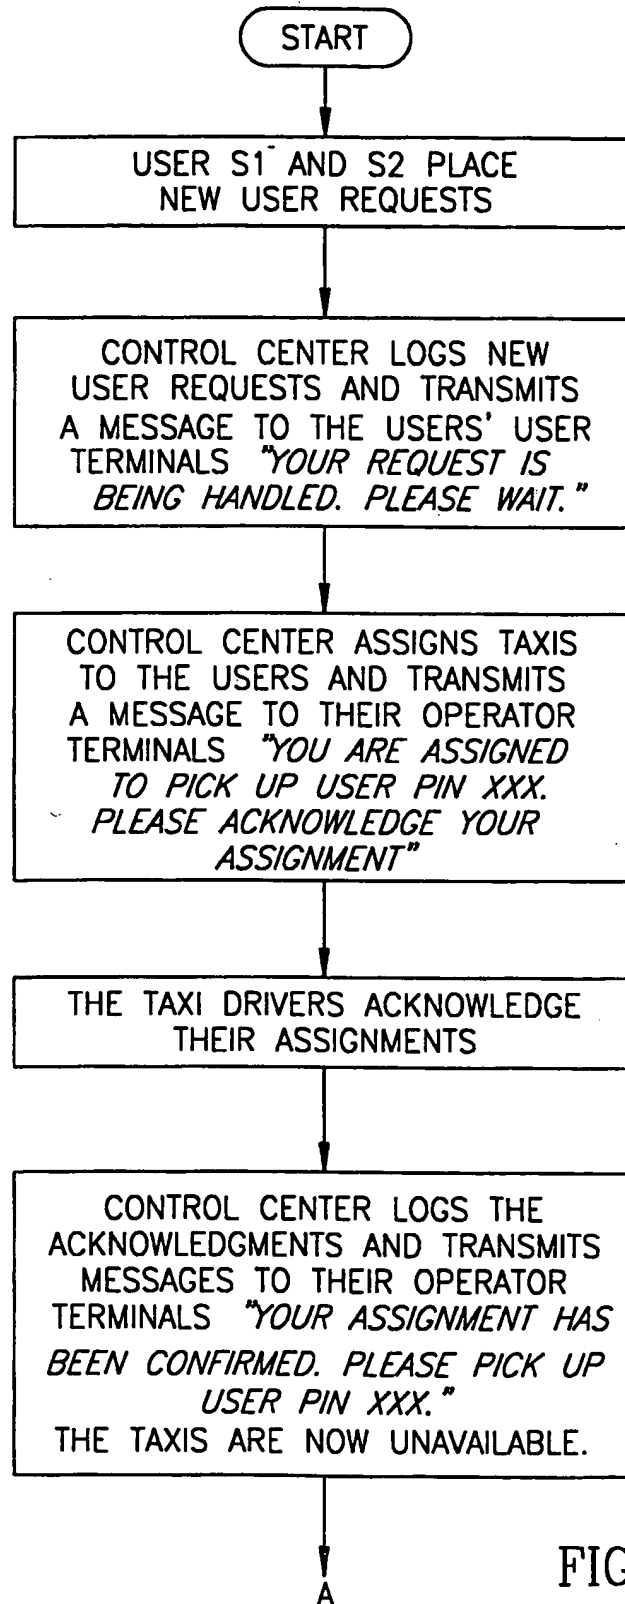 START
USER S1 AND S2 PLACE
NEW USER REQUESTS
CONTROL CENTER LOGS NEW
USER REQUESTS AND TRANSMITS
A MESSAGE TO THE USERS' USER
TERMINALS "YOUR REQUEST IS
BEING HANDLED. PLEASE WAIT."
CONTROL CENTER ASSIGNS TAXIS
TO THE USERS AND TRANSMITS
A MESSAGE TO THEIR OPERATOR
TERMINALS "YOU ARE ASSIGNED
TO PICK UP USER PIN XXX.
PLEASE ACKNOWLEDGE YOUR
ASSIGNMENT"
THE TAXI DRIVERS ACKNOWLEDGE
THEIR ASSIGNMENTS
CONTROL CENTER LOGS THE
ACKNOWLEDGMENTS AND TRANSMITS
MESSAGES TO THEIR OPERATOR
TERMINALS "YOUR ASSIGNMENT HAS
BEEN CONFIRMED. PLEASE PICK UP
USER PIN XXX."
THE TAXIS ARE NOW UNAVAILABLE.
A
FIG